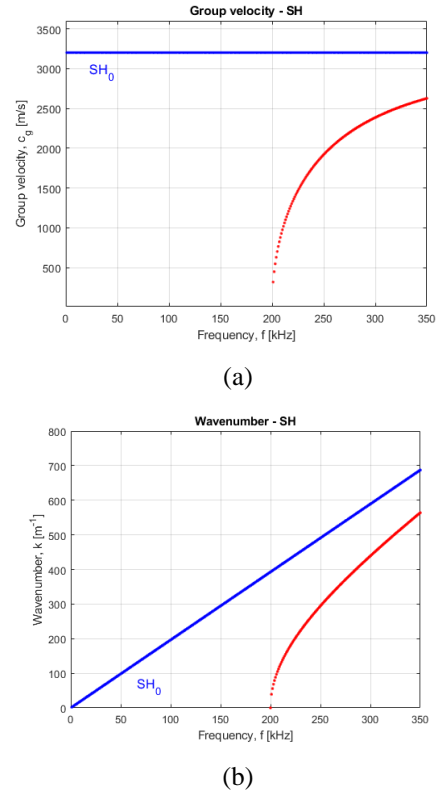 Group velocity - SH
3500
3000
2500
2000
1500
1000
500
Group velocity, c_g [m/s]
SH₀
0 50 100 150 200 250 300 350
Frequency, f [kHz]
(a)
Wavenumber - SH
800
700
600
500
400
300
200
100
0
Wavenumber, k [m⁻¹]
SH₀
0 50 100 150 200 250 300 350
Frequency, f [kHz]
(b)